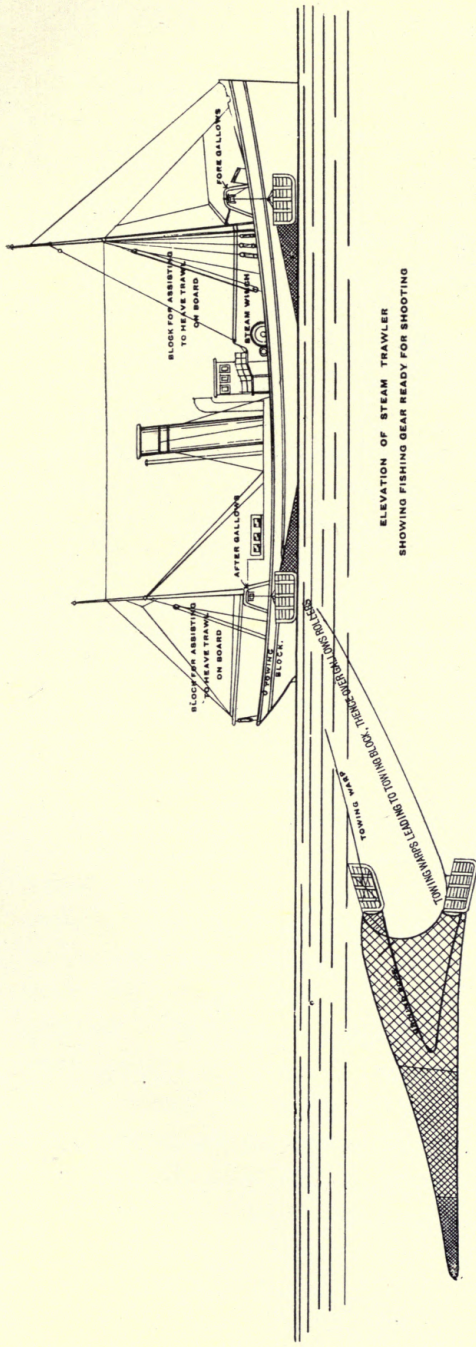 BLOCK FOR ASSISTING
TO HEAVE TRAWL
ON BOARD
AFTER GALLOWS
TOWING
BLOCK.
BLOCK FOR ASSISTING
TO HEAVE TRAWL
ON BOARD
STEAM WINCH
FORE GALLOWS
TOWING WARP
TOWING WARPS LEADING TO TOWING BLOCK, THENCE OVER GALLOWS ROLLERS
ELEVATION OF STEAM TRAWLER
SHOWING FISHING GEAR READY FOR SHOOTING